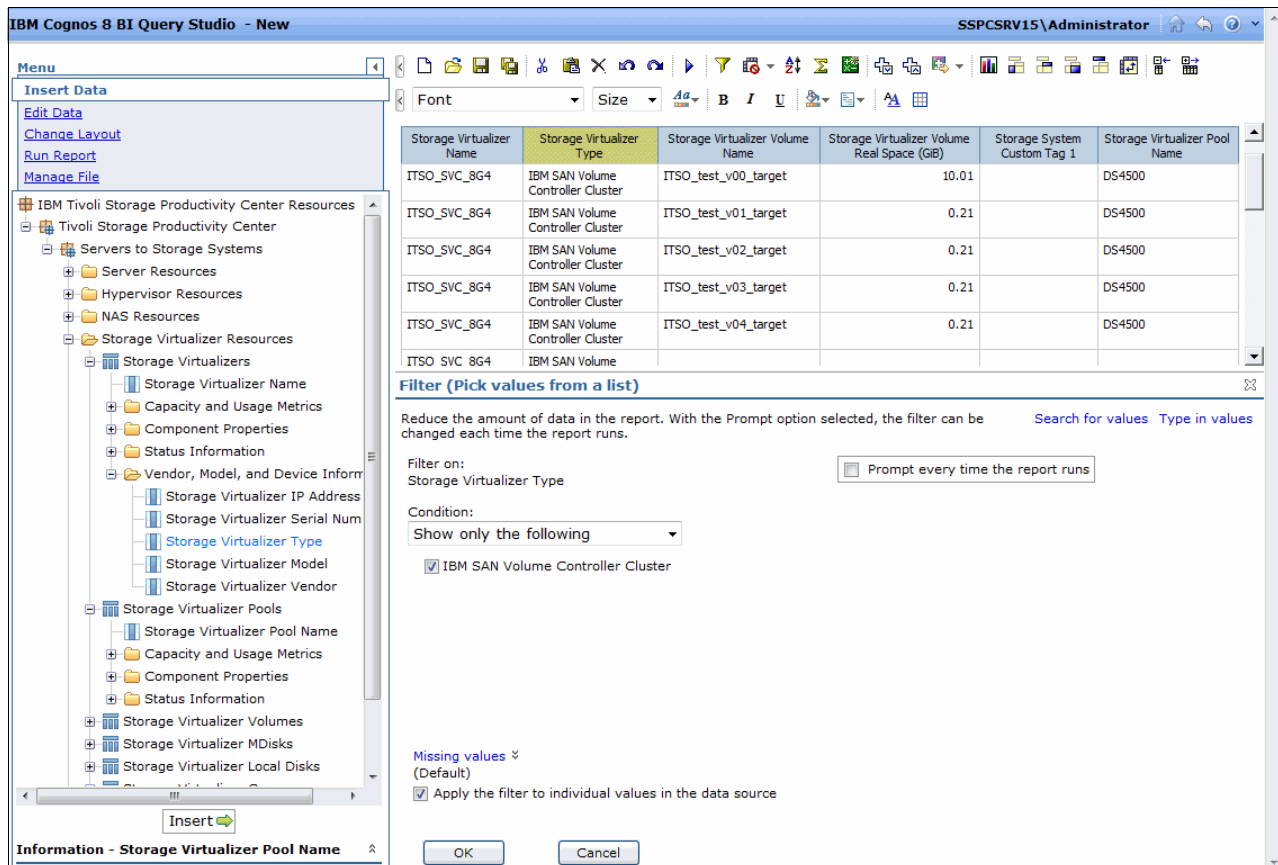 IBM Cognos 8 BI Query Studio - New
SSPCSRV15\Administrator
Menu
Insert Data
Edit Data
Change Layout
Run Report
Manage File
IBM Tivoli Storage Productivity Center Resources
Tivoli Storage Productivity Center
Servers to Storage Systems
Server Resources
Hypervisor Resources
NAS Resources
Storage Virtualizer Resources
Storage Virtualizers
Storage Virtualizer Name
Capacity and Usage Metrics
Component Properties
Status Information
Vendor, Model, and Device Inform
Storage Virtualizer IP Address
Storage Virtualizer Serial Num
Storage Virtualizer Type
Storage Virtualizer Model
Storage Virtualizer Vendor
Storage Virtualizer Pools
Storage Virtualizer Pool Name
Capacity and Usage Metrics
Component Properties
Status Information
Storage Virtualizer Volumes
Storage Virtualizer MDisks
Storage Virtualizer Local Disks
Insert
Information - Storage Virtualizer Pool Name
Font Size B I U
Storage Virtualizer Storage Virtualizer Storage Virtualizer Volume Storage Virtualizer Volume Storage System Storage Virtualizer Pool
Name Type Name Real Space (GiB) Custom Tag 1 Name
ITSO_SVC_8G4 IBM SAN Volume ITSO_test_v00_target 10.01 DS4500
Controller Cluster
ITSO_SVC_8G4 IBM SAN Volume ITSO_test_v01_target 0.21 DS4500
Controller Cluster
ITSO_SVC_8G4 IBM SAN Volume ITSO_test_v02_target 0.21 DS4500
Controller Cluster
ITSO_SVC_8G4 IBM SAN Volume ITSO_test_v03_target 0.21 DS4500
Controller Cluster
ITSO_SVC_8G4 IBM SAN Volume ITSO_test_v04_target 0.21 DS4500
Controller Cluster
ITSO SVC 8G4 IBM SAN Volume
Filter (Pick values from a list)
Reduce the amount of data in the report. With the Prompt option selected, the filter can be
changed each time the report runs.
Search for values Type in values
Filter on:
Storage Virtualizer Type
Prompt every time the report runs
Condition:
Show only the following
IBM SAN Volume Controller Cluster
Missing values
(Default)
Apply the filter to individual values in the data source
OK Cancel